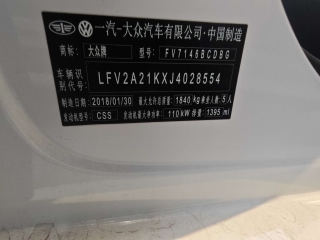 一汽-大众汽车有限公司·中国制造
商标 大众牌 型号 FV7146BCDBG
车辆识别代号: LFV2A21KXJ4028554
制造日期 2018/01/30 最大允许总质量: 1840 kg 乘坐人数: 5人
发动机型号 CSS 发动机最大净功率: 110kW 排量: 1395 ml